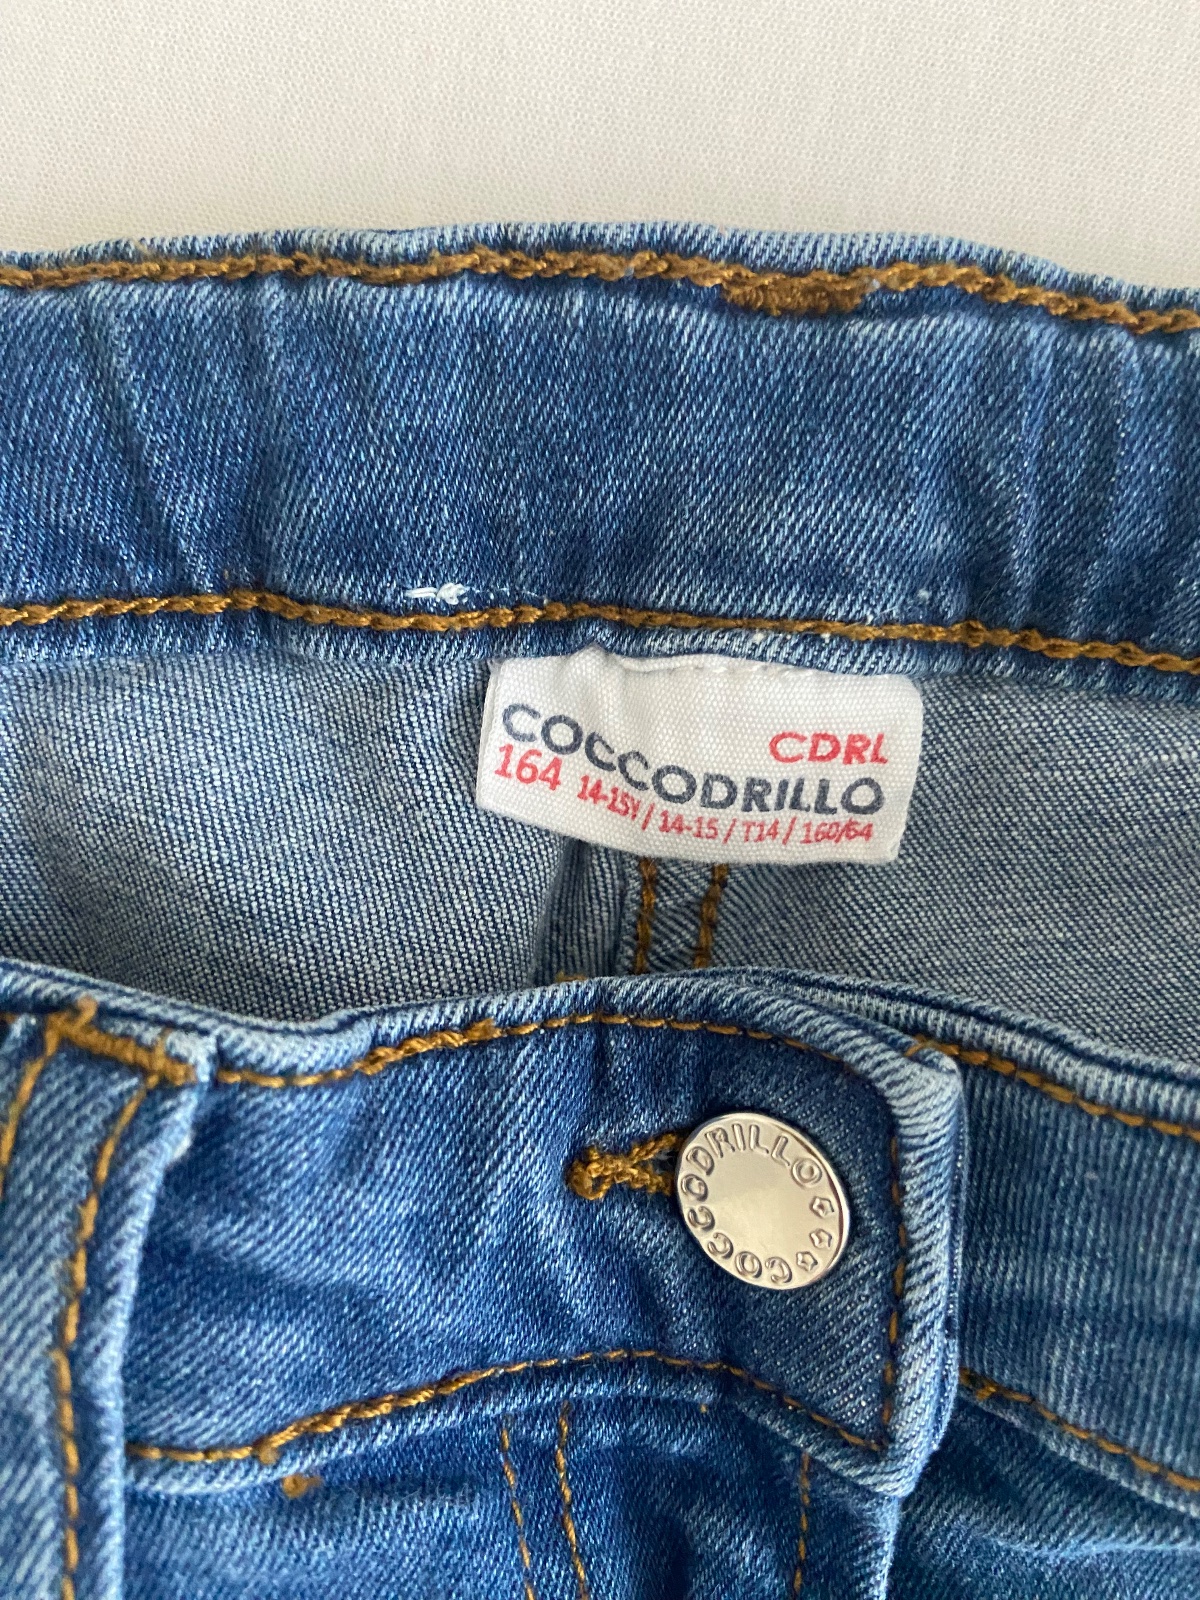 CDRL
COCCODRILLO
164 14-15Y / 14-15 / T14 / 160/64
COCCODRILLO